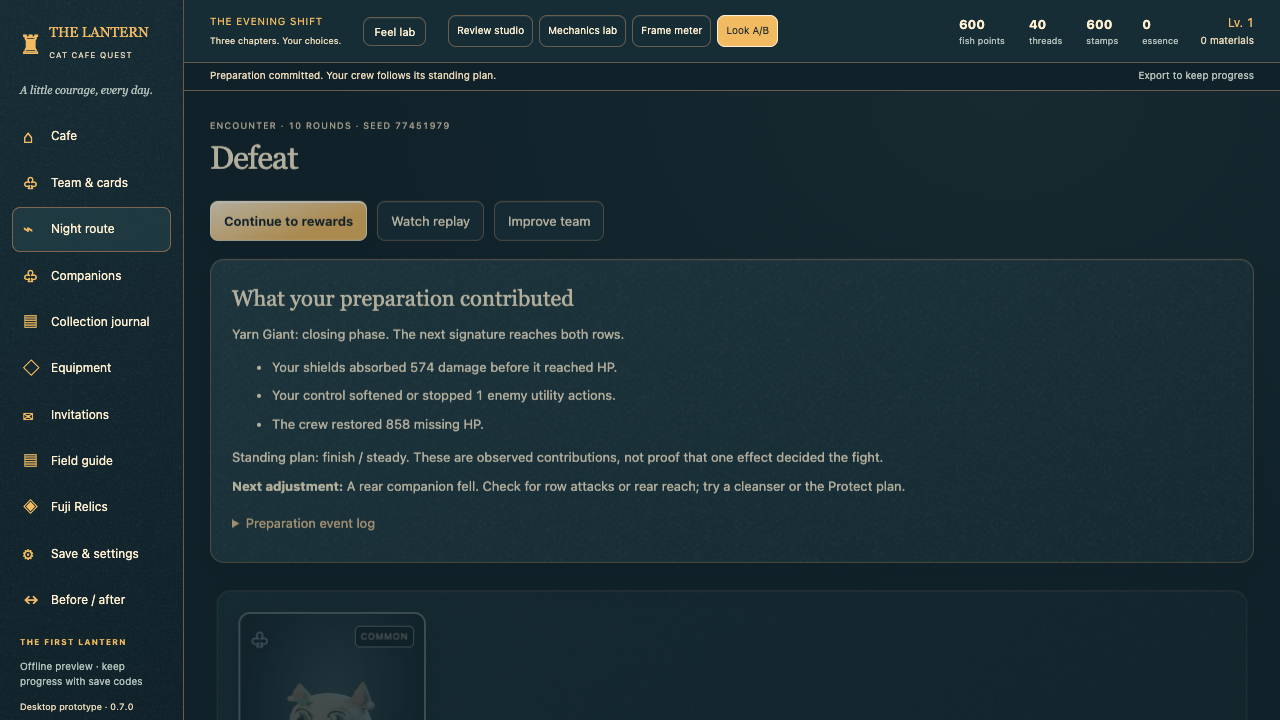 THE LANTERN
CAT CAFE QUEST
A little courage, every day.
Cafe
Team & cards
Night route
Companions
Collection journal
Equipment
Invitations
Field guide
Fuji Relics
Save & settings
Before / after
THE FIRST LANTERN
Offline preview · keep
progress with save codes
Desktop prototype · 0.7.0
THE EVENING SHIFT
Three chapters. Your choices.
Feel lab
Review studio
Mechanics lab
Frame meter
Look A/B
600
fish points
40
threads
600
stamps
0
essence
Lv. 1
0 materials
Preparation committed. Your crew follows its standing plan.
Export to keep progress
ENCOUNTER · 10 ROUNDS · SEED 77451979
Defeat
Continue to rewards
Watch replay
Improve team
What your preparation contributed
Yarn Giant: closing phase. The next signature reaches both rows.
• Your shields absorbed 574 damage before it reached HP.
• Your control softened or stopped 1 enemy utility actions.
• The crew restored 858 missing HP.
Standing plan: finish / steady. These are observed contributions, not proof that one effect decided the fight.
Next adjustment: A rear companion fell. Check for row attacks or rear reach; try a cleanser or the Protect plan.
Preparation event log
COMMON